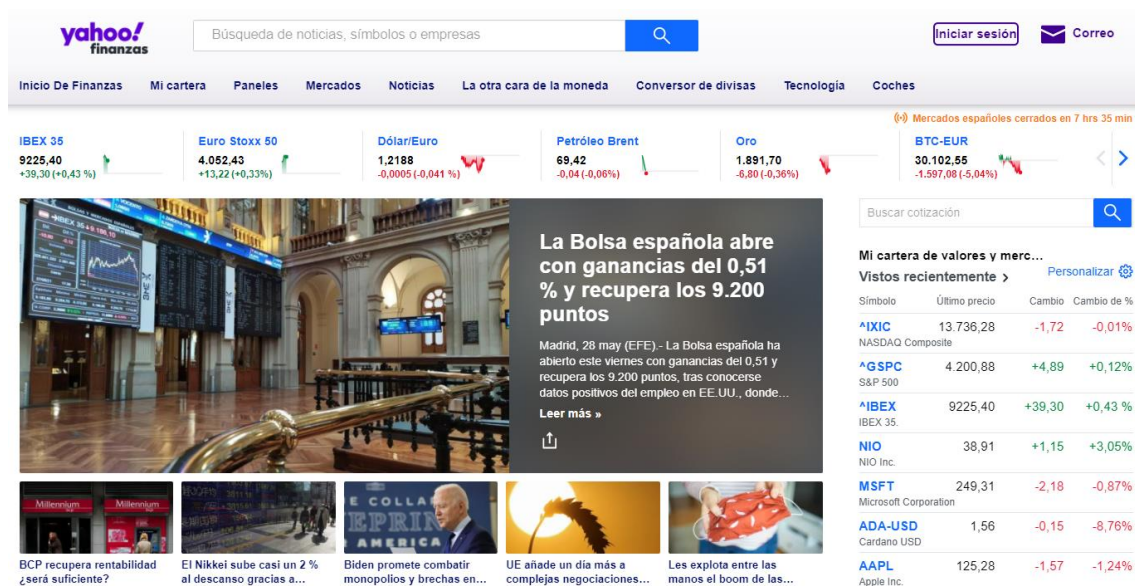 yahoo!
finanzas
Búsqueda de noticias, símbolos o empresas
Iniciar sesión
Correo
Inicio De Finanzas Mi cartera Paneles Mercados Noticias La otra cara de la moneda Conversor de divisas Tecnología Coches
Mercados españoles cerrados en 7 hrs 35 min
IBEX 35
9225,40
+39,30 (+0,43 %)
Euro Stoxx 50
4.052,43
+13,22 (+0,33%)
Dólar/Euro
1,2188
-0,0005 (-0,041 %)
Petróleo Brent
69,42
-0,04 (-0,06%)
Oro
1.891,70
-6,80 (-0,36%)
BTC-EUR
30.102,55
-1.597,08 (-5,04%)
IBEX 35
La Bolsa española abre
con ganancias del 0,51
% y recupera los 9.200
puntos
Madrid, 28 may (EFE).- La Bolsa española ha
abierto este viernes con ganancias del 0,51 y
recupera los 9.200 puntos, tras conocerse
datos positivos del empleo en EE.UU., donde...
Leer más »
Millennium Millennium
BCP recupera rentabilidad
¿será suficiente?
El Nikkei sube casi un 2 %
al descanso gracias a...
E COLLA
EPRIN
AMERICA
Biden promete combatir
monopolios y brechas en...
UE añade un día más a
complejas negociaciones...
Les explota entre las
manos el boom de las...
Buscar cotización
Mi cartera de valores y merc...
Vistos recientemente >
Personalizar
Símbolo Último precio Cambio Cambio de %
^IXIC 13.736,28 -1,72 -0,01%
NASDAQ Composite
^GSPC 4.200,88 +4,89 +0,12%
S&P 500
^IBEX 9225,40 +39,30 +0,43 %
IBEX 35.
NIO 38,91 +1,15 +3,05%
NIO Inc.
MSFT 249,31 -2,18 -0,87%
Microsoft Corporation
ADA-USD 1,56 -0,15 -8,76%
Cardano USD
AAPL 125,28 -1,57 -1,24%
Apple Inc.